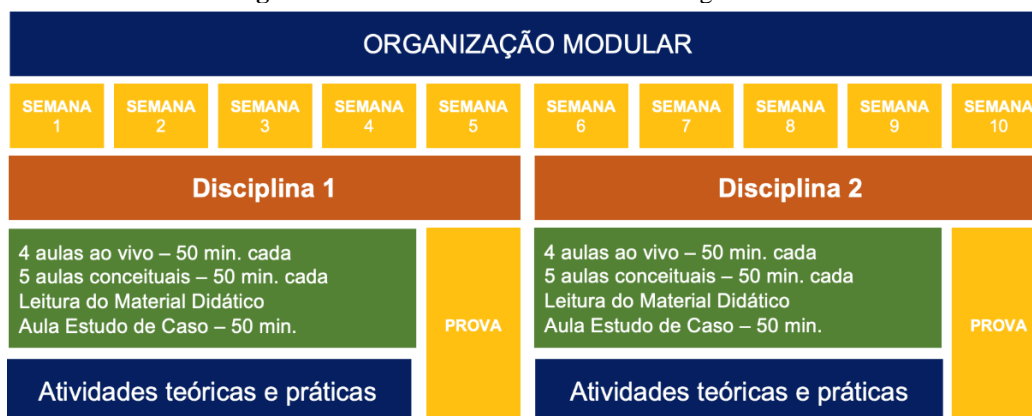 ORGANIZAÇÃO MODULAR
SEMANA
1
SEMANA
2
SEMANA
3
SEMANA
4
SEMANA
5
SEMANA
6
SEMANA
7
SEMANA
8
SEMANA
9
SEMANA
10
Disciplina 1
Disciplina 2
4 aulas ao vivo – 50 min. cada
5 aulas conceituais – 50 min. cada
Leitura do Material Didático
Aula Estudo de Caso – 50 min.
PROVA
4 aulas ao vivo – 50 min. cada
5 aulas conceituais – 50 min. cada
Leitura do Material Didático
Aula Estudo de Caso – 50 min.
PROVA
Atividades teóricas e práticas
Atividades teóricas e práticas